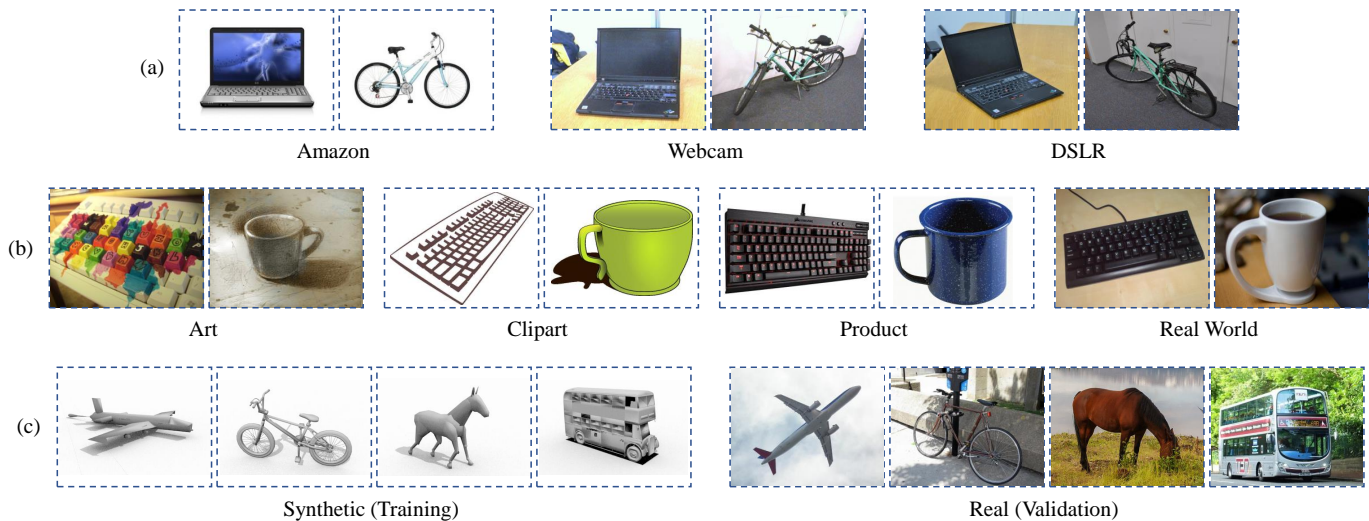 (a)
Amazon
Webcam
DSLR
(b)
Art
Clipart
Product
Real World
(c)
Synthetic (Training)
Real (Validation)